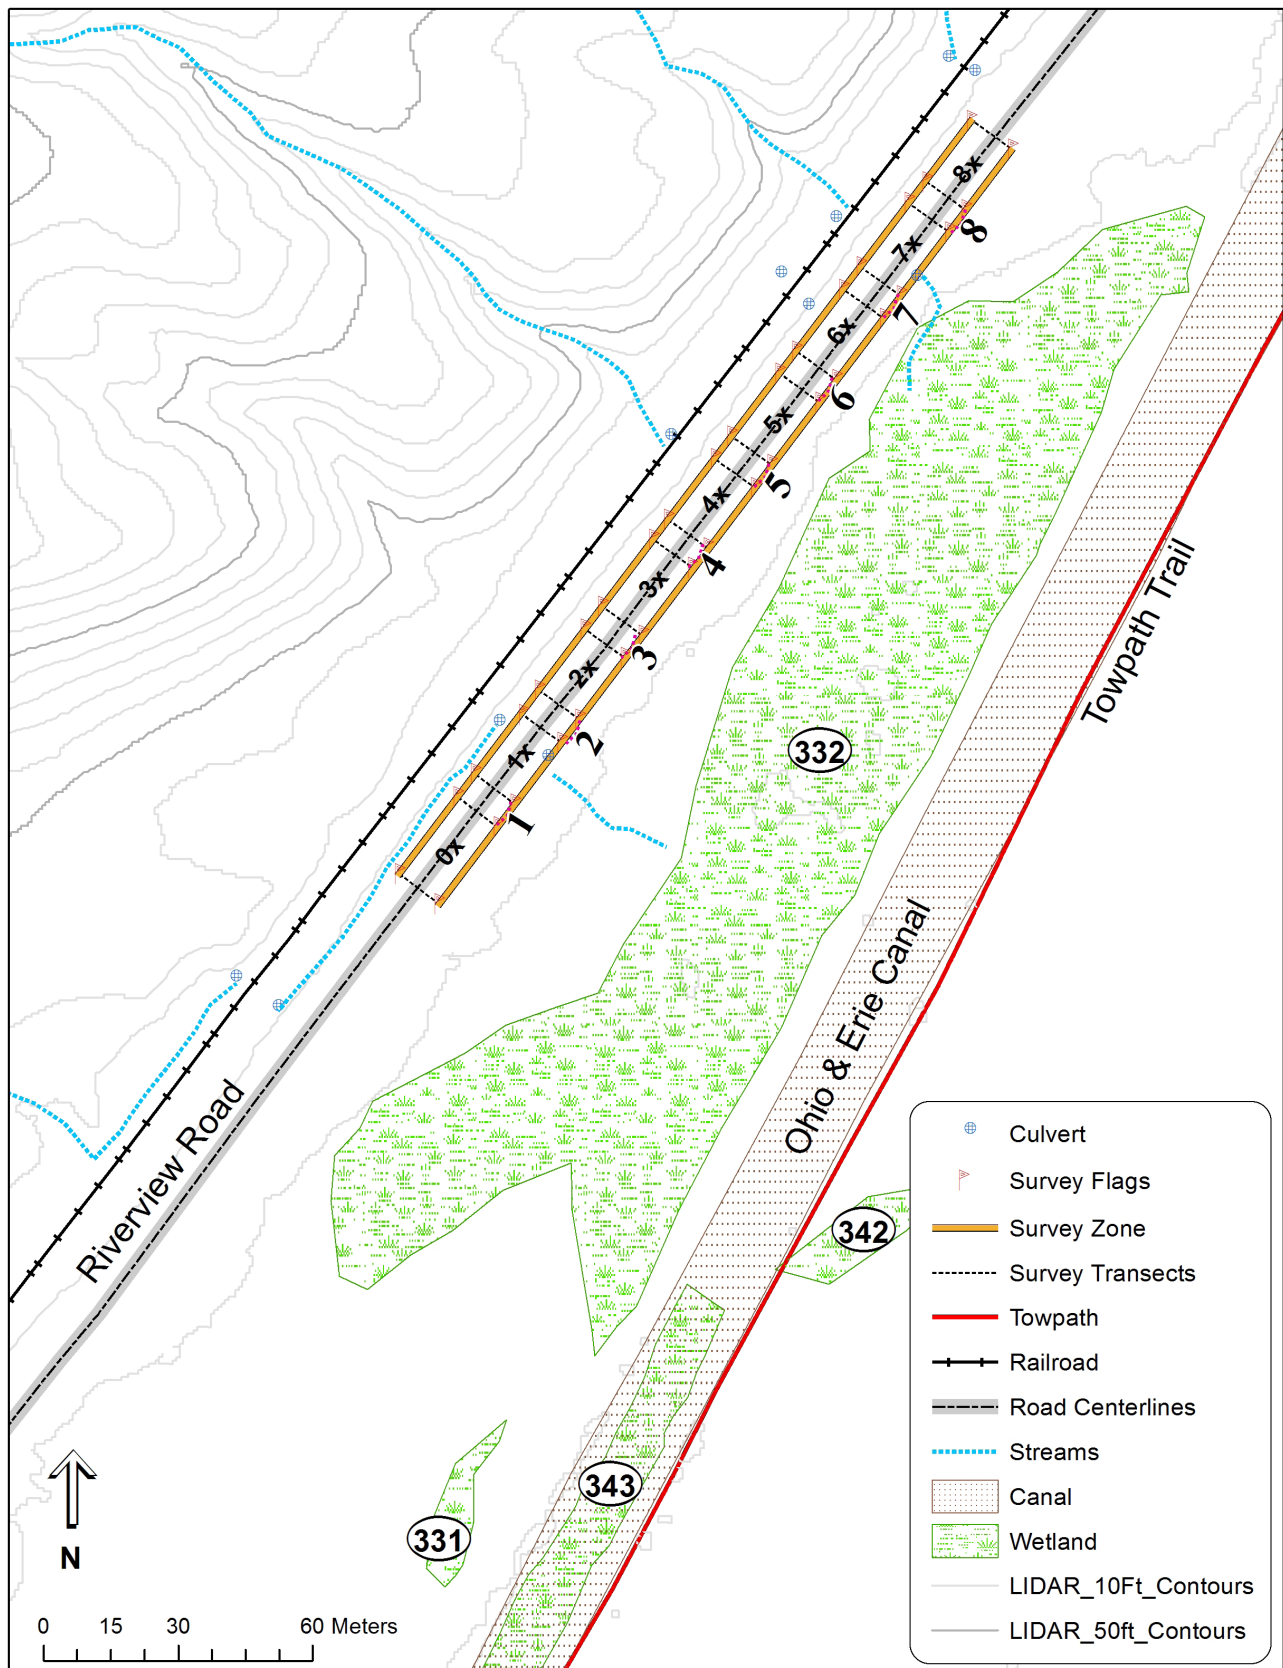 8x
8
7x
7
6x
6
5x
5
4x
4
3x
3
2x
2
1x
1
0x
332
Towpath Trail
Ohio & Erie Canal
Riverview Road
342
343
331
N
0 15 30 60 Meters
Culvert
Survey Flags
Survey Zone
Survey Transects
Towpath
Railroad
Road Centerlines
Streams
Canal
Wetland
LIDAR_10Ft_Contours
LIDAR_50ft_Contours